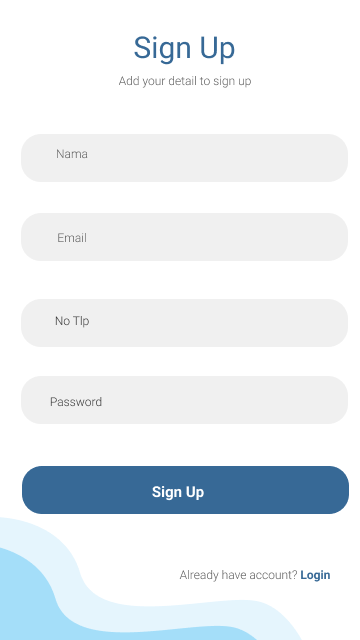 Sign Up
Add your detail to sign up
Nama
Email
No Tlp
Password
Sign Up
Already have account? Login